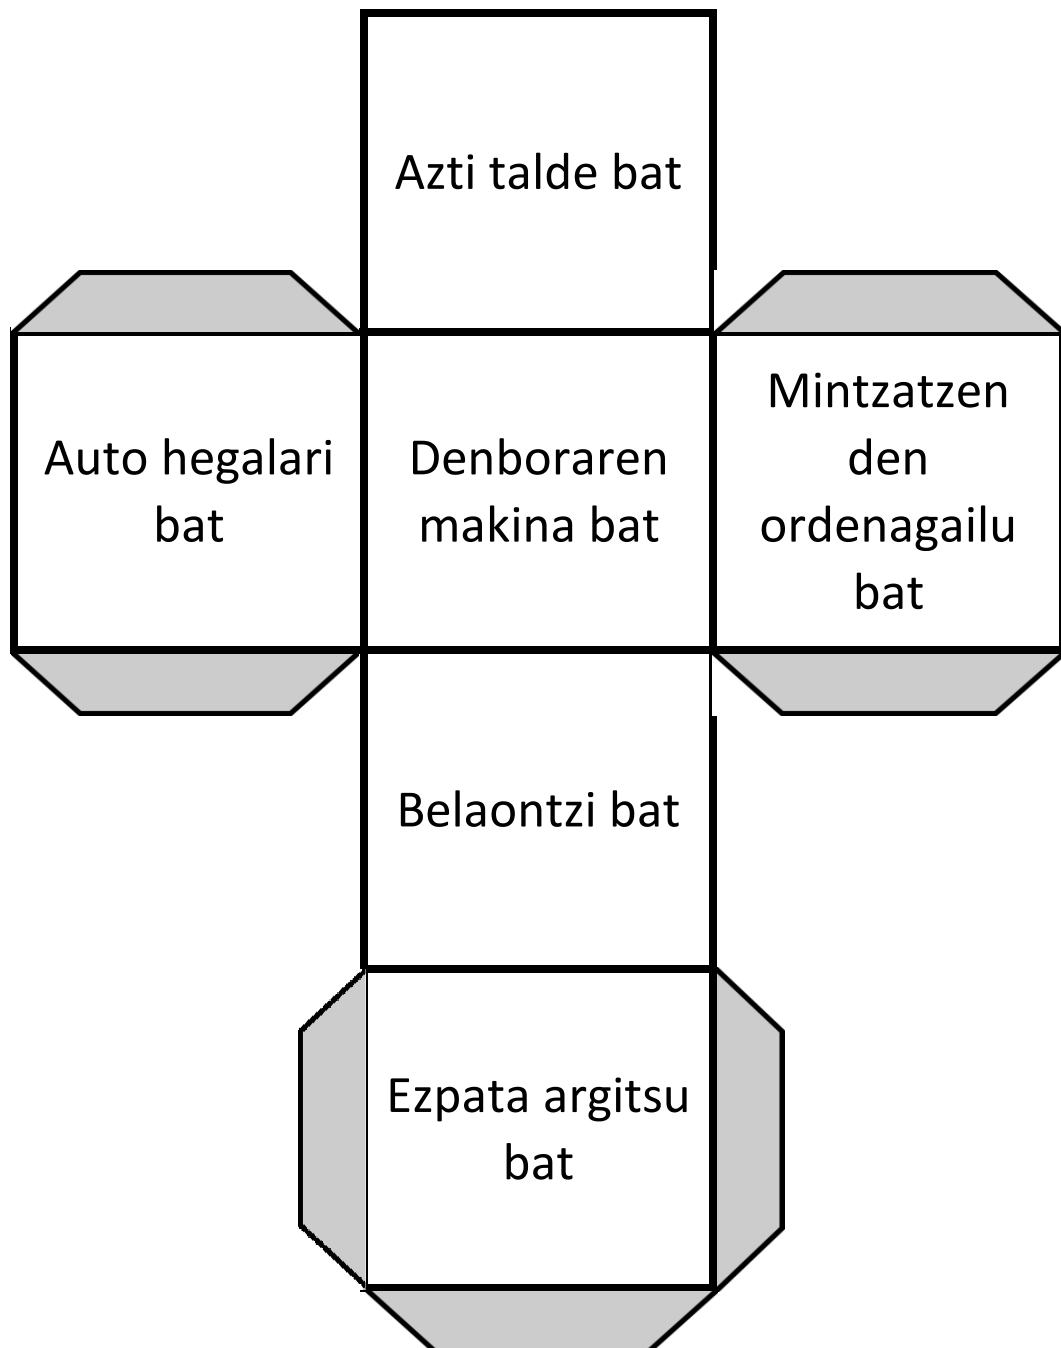 Azti talde bat
Auto hegalari
bat
Denboraren
makina bat
Mintzatzen
den
ordenagailu
bat
Belaontzi bat
Ezpata argitsu
bat